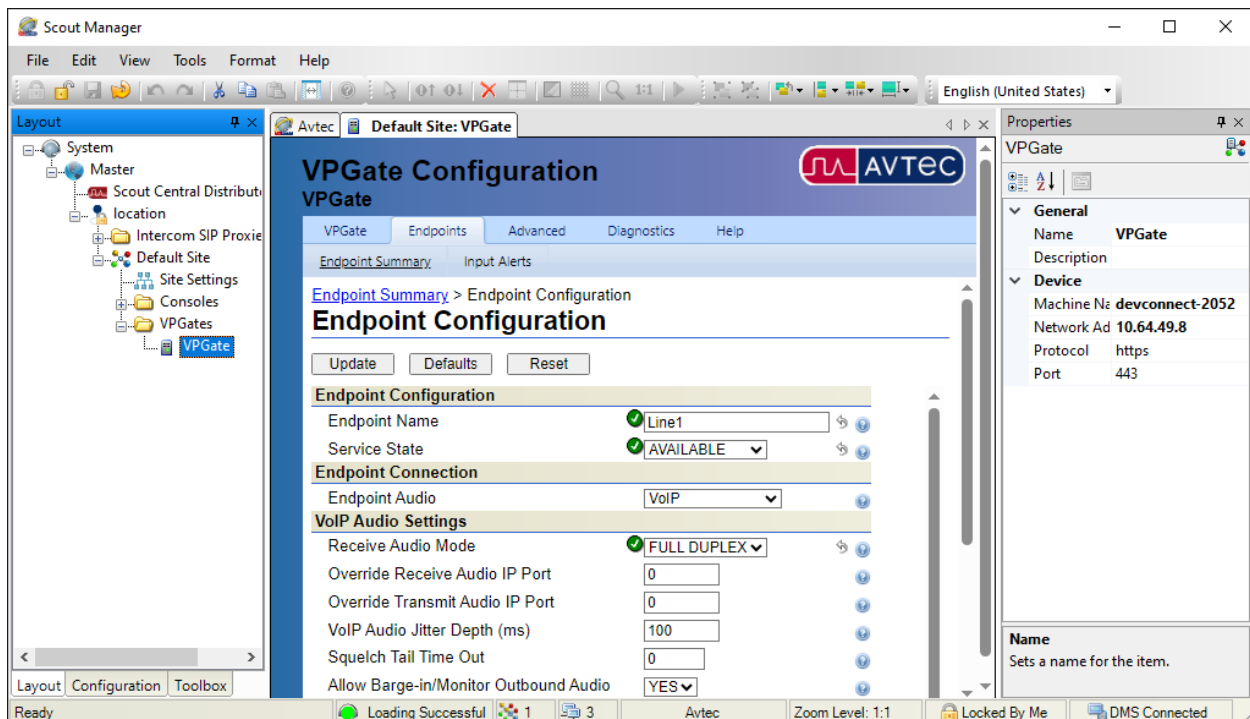 Scout Manager
File Edit View Tools Format Help
1:1 English (United States)
Layout
System
Master
Scout Central Distribut
location
Intercom SIP Proxie
Default Site
Site Settings
Consoles
VPGates
VPGate
Layout Configuration Toolbox
Avtec Default Site: VPGate
VPGate Configuration
VPGate
AVTEC
VPGate Endpoints Advanced Diagnostics Help
Endpoint Summary Input Alerts
Endpoint Summary > Endpoint Configuration
Endpoint Configuration
Update Defaults Reset
Endpoint Configuration
Endpoint Name Line1
Service State AVAILABLE
Endpoint Connection
Endpoint Audio VoIP
VoIP Audio Settings
Receive Audio Mode FULL DUPLEX
Override Receive Audio IP Port 0
Override Transmit Audio IP Port 0
VoIP Audio Jitter Depth (ms) 100
Squelch Tail Time Out 0
Allow Barge-in/Monitor Outbound Audio YES
Properties
VPGate
General
Name VPGate
Description
Device
Machine Na devconnect-2052
Network Ad 10.64.49.8
Protocol https
Port 443
Name
Sets a name for the item.
Ready Loading Successful 1 3 Avtec Zoom Level: 1:1 Locked By Me DMS Connected